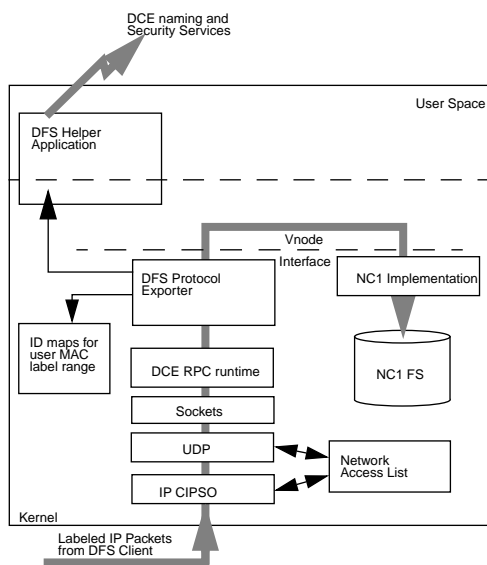 DCE naming and
Security Services
User Space
DFS Helper
Application
Vnode
Interface
DFS Protocol
Exporter
NC1 Implementation
ID maps for
user MAC
label range
DCE RPC runtime
NC1 FS
Sockets
UDP
Network
Access List
IP CIPSO
Kernel
Labeled IP Packets
from DFS Client